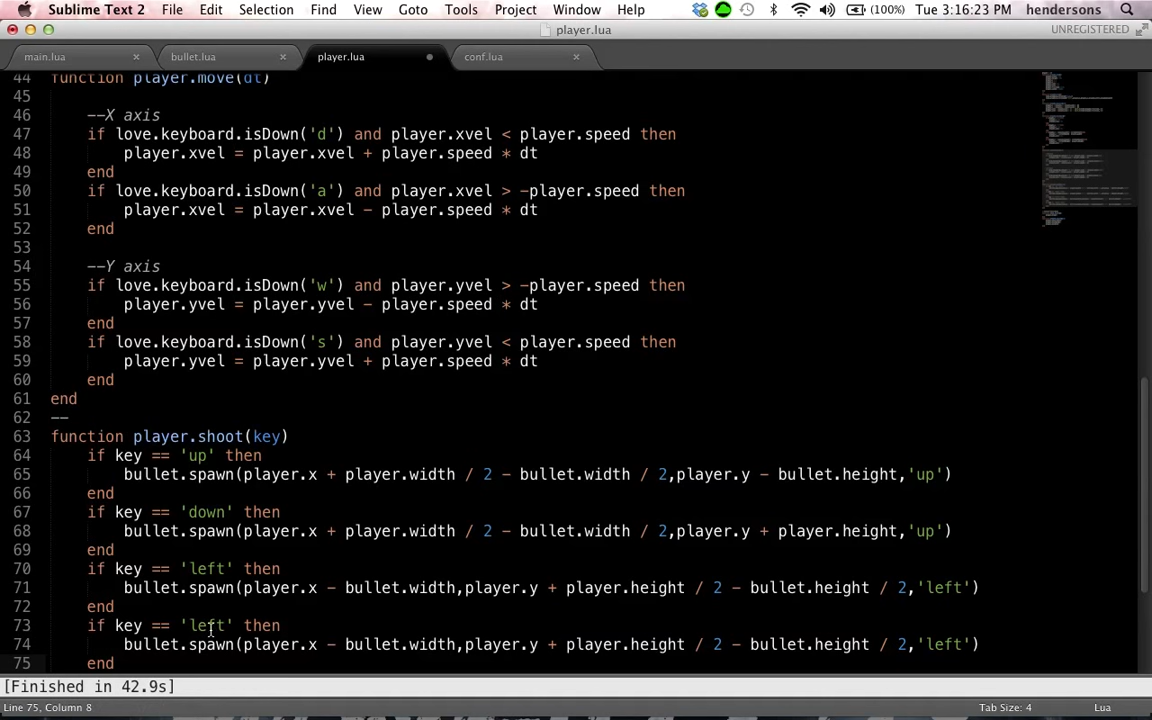 Sublime Text 2 File Edit Selection Find View Goto Tools Project Window Help (100%) Tue 3:16:23 PM hendersons
player.lua UNREGISTERED
main.lua × bullet.lua × player.lua conf.lua ×
44 function player.move(dt)
45
46 --X axis
47 if love.keyboard.isDown('d') and player.xvel < player.speed then
48 player.xvel = player.xvel + player.speed * dt
49 end
50 if love.keyboard.isDown('a') and player.xvel > -player.speed then
51 player.xvel = player.xvel - player.speed * dt
52 end
53
54 --Y axis
55 if love.keyboard.isDown('w') and player.yvel > -player.speed then
56 player.yvel = player.yvel - player.speed * dt
57 end
58 if love.keyboard.isDown('s') and player.yvel < player.speed then
59 player.yvel = player.yvel + player.speed * dt
60 end
61 end
62 --
63 function player.shoot(key)
64 if key == 'up' then
65 bullet.spawn(player.x + player.width / 2 - bullet.width / 2,player.y - bullet.height,'up')
66 end
67 if key == 'down' then
68 bullet.spawn(player.x + player.width / 2 - bullet.width / 2,player.y + player.height,'up')
69 end
70 if key == 'left' then
71 bullet.spawn(player.x - bullet.width,player.y + player.height / 2 - bullet.height / 2,'left')
72 end
73 if key == 'left' then
74 bullet.spawn(player.x - bullet.width,player.y + player.height / 2 - bullet.height / 2,'left')
75 end
[Finished in 42.9s]
Line 75, Column 8 Tab Size: 4 Lua